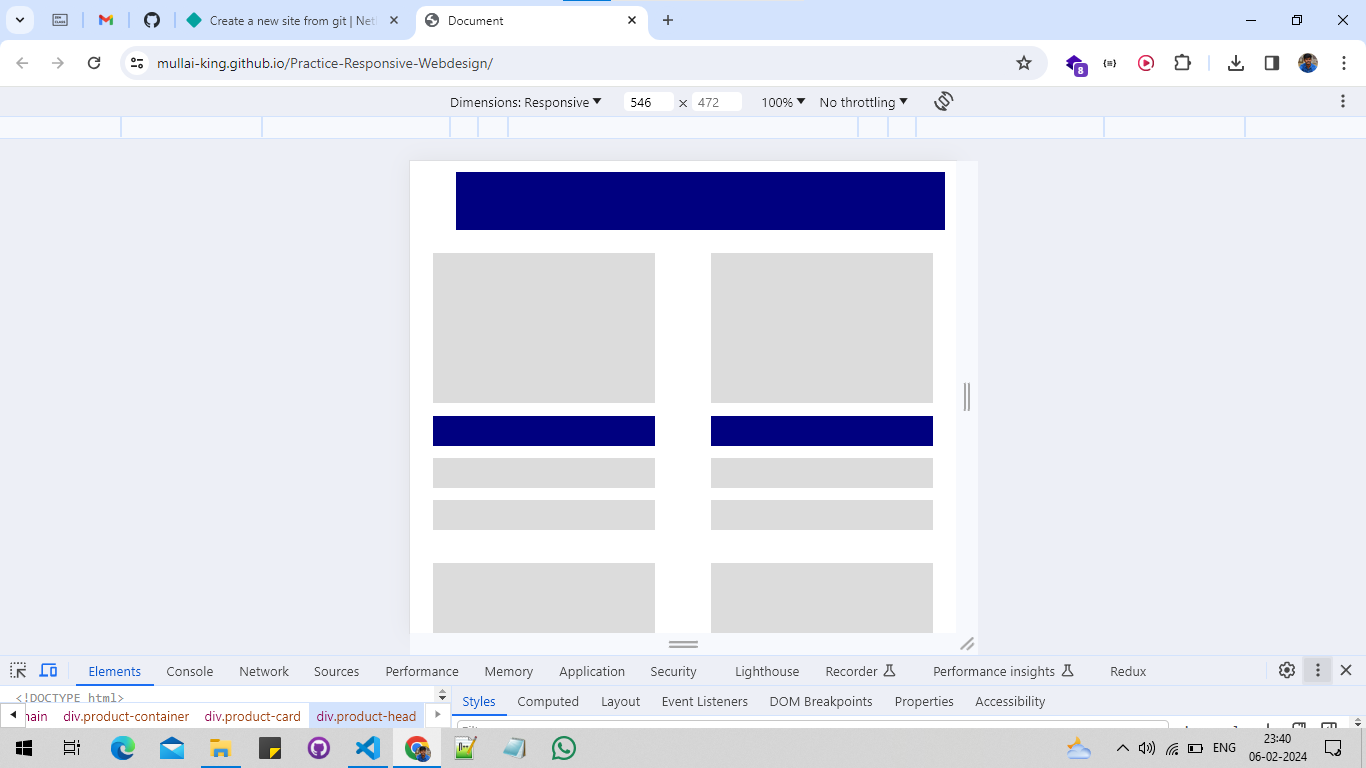 Create a new site from git | Net
Document
mullai-king.github.io/Practice-Responsive-Webdesign/
8
Dimensions: Responsive 546 × 472 100% No throttling
Elements Console Network Sources Performance Memory Application Security Lighthouse Recorder Performance insights Redux
<!DOCTYPE html>
Styles Computed Layout Event Listeners DOM Breakpoints Properties Accessibility
div.product-container div.product-card div.product-head
ENG
23:40
06-02-2024